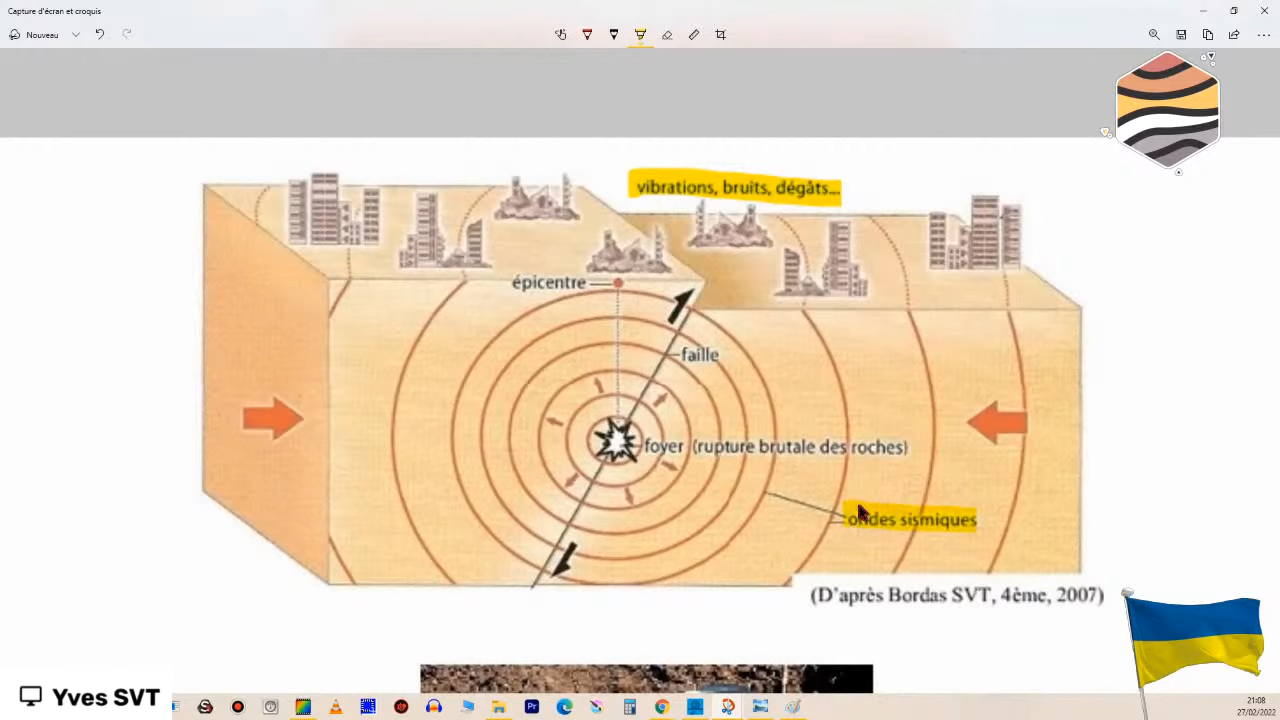 Capture d'écran et croquis
Nouveau
vibrations, bruits, dégâts...
épicentre
faille
foyer (rupture brutale des roches)
ondes sismiques
(D'après Bordas SVT, 4ème, 2007)
Yves SVT
Pr
21:08
27/02/2022